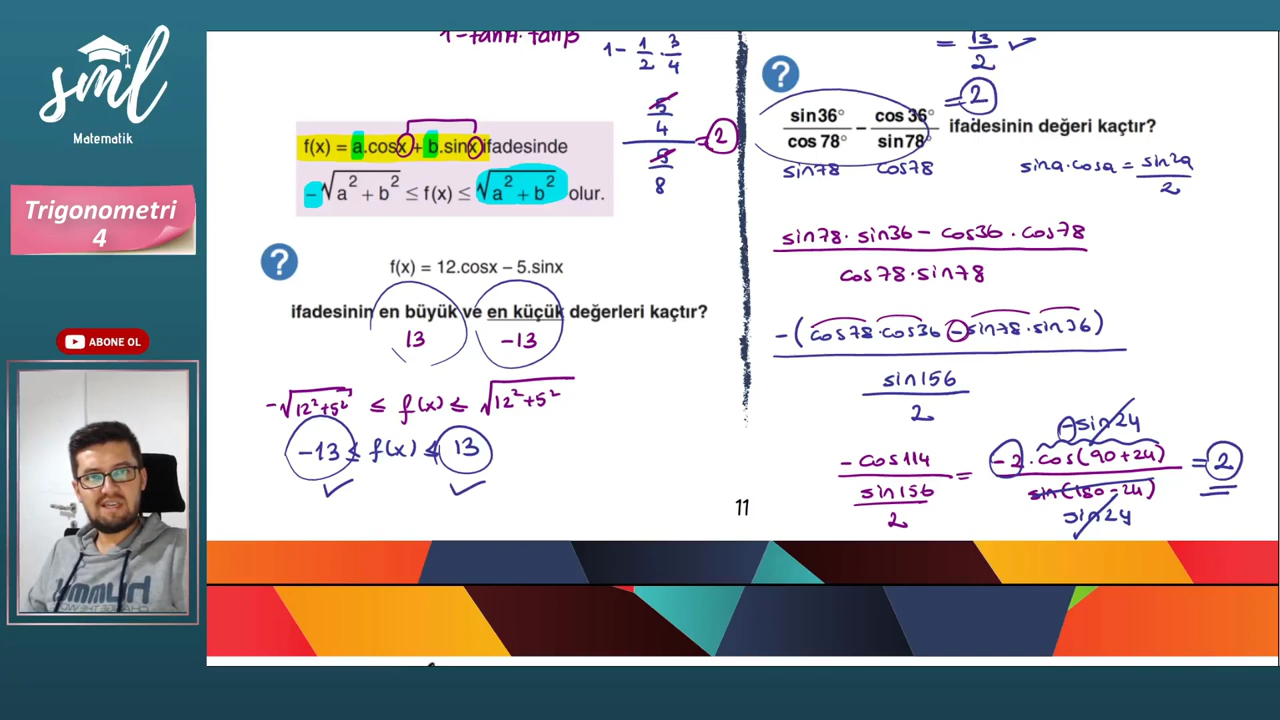 sml
Matematik
Trigonometri
4
ABONE OL
1 - tanA . tanB
1 - 1/2 . 3/4
5/4
5/8
= 2
f(x) = a.cosx + b.sinx ifadesinde
-√(a² + b²) ≤ f(x) ≤ √(a² + b²) olur.
?
f(x) = 12.cosx – 5.sinx
ifadesinin en büyük ve en küçük değerleri kaçtır?
13 -13
-√(12²+5²) ≤ f(x) ≤ √(12²+5²)
-13 ≤ f(x) ≤ 13
11
= 13/2
?
= 2
sin36°/cos78° – cos36°/sin78° ifadesinin değeri kaçtır?
sin78 cos78
sina.cosa = sin2a/2
sin78. sin36 - cos36 . cos78
cos78.sin78
-(cos78.cos36 - sin78.sin36)
sin156
2
-sin24
-cos114 = -2 . cos(90+24) = 2
sin156 sin(180-24)
2 sin24